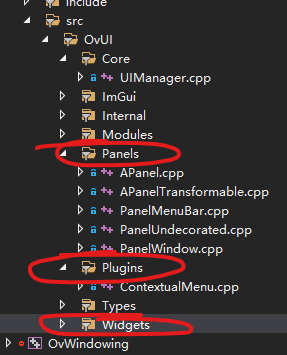 include
src
OvUI
Core
UIManager.cpp
ImGui
Internal
Modules
Panels
APanel.cpp
APanelTransformable.cpp
PanelMenuBar.cpp
PanelUndecorated.cpp
PanelWindow.cpp
Plugins
ContextualMenu.cpp
Types
Widgets
OvWindowing